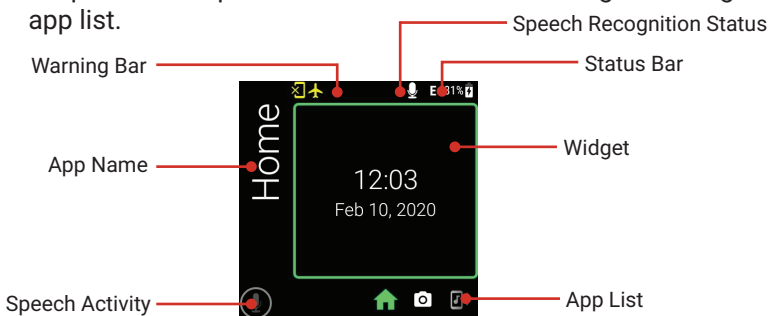 app list.
Speech Recognition Status
Warning Bar
Status Bar
E 31%
Home
App Name
Widget
12:03
Feb 10, 2020
Speech Activity
App List